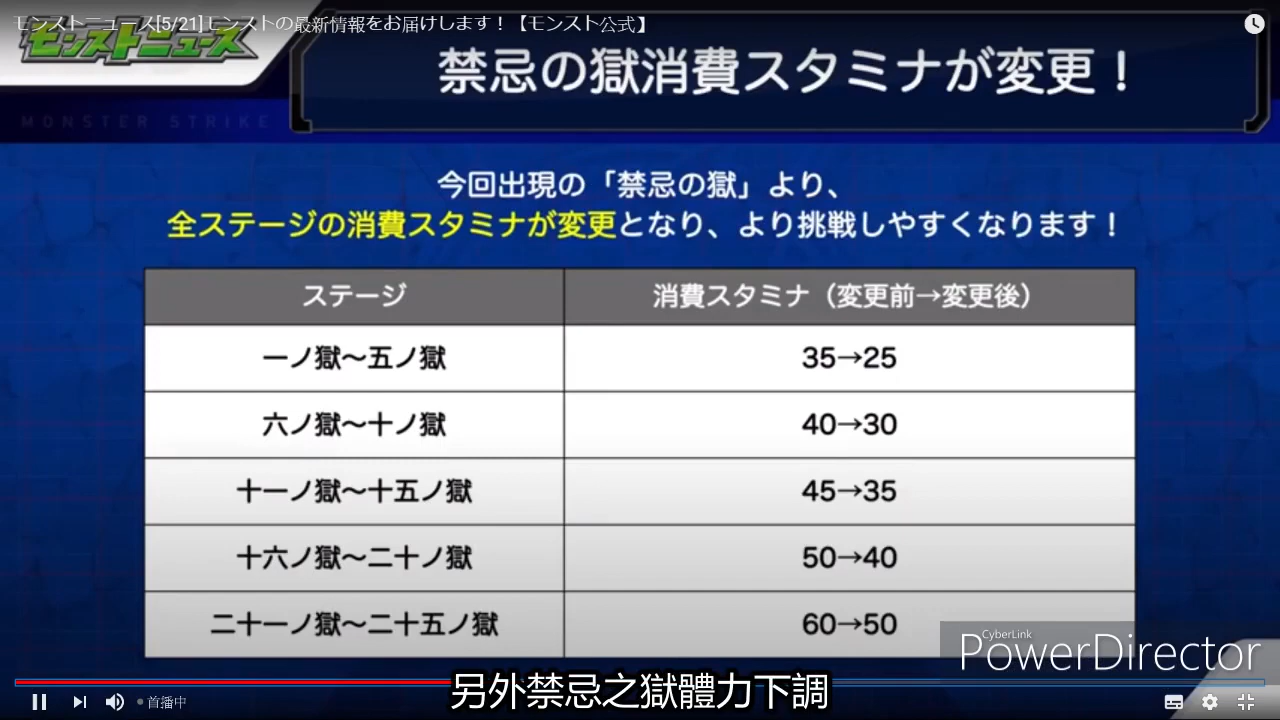 モンストニュース[5/21]モンストの最新情報をお届けします！【モンスト公式】
モンストニュース
MONSTER STRIKE
禁忌の獄消費スタミナが変更！
今回出現の「禁忌の獄」より、
全ステージの消費スタミナが変更となり、より挑戦しやすくなります！
ステージ 消費スタミナ（変更前→変更後）
一ノ獄～五ノ獄 35→25
六ノ獄～十ノ獄 40→30
十一ノ獄～十五ノ獄 45→35
十六ノ獄～二十ノ獄 50→40
二十一ノ獄～二十五ノ獄 60→50
CyberLink
PowerDirector
另外禁忌之獄體力下調
首播中